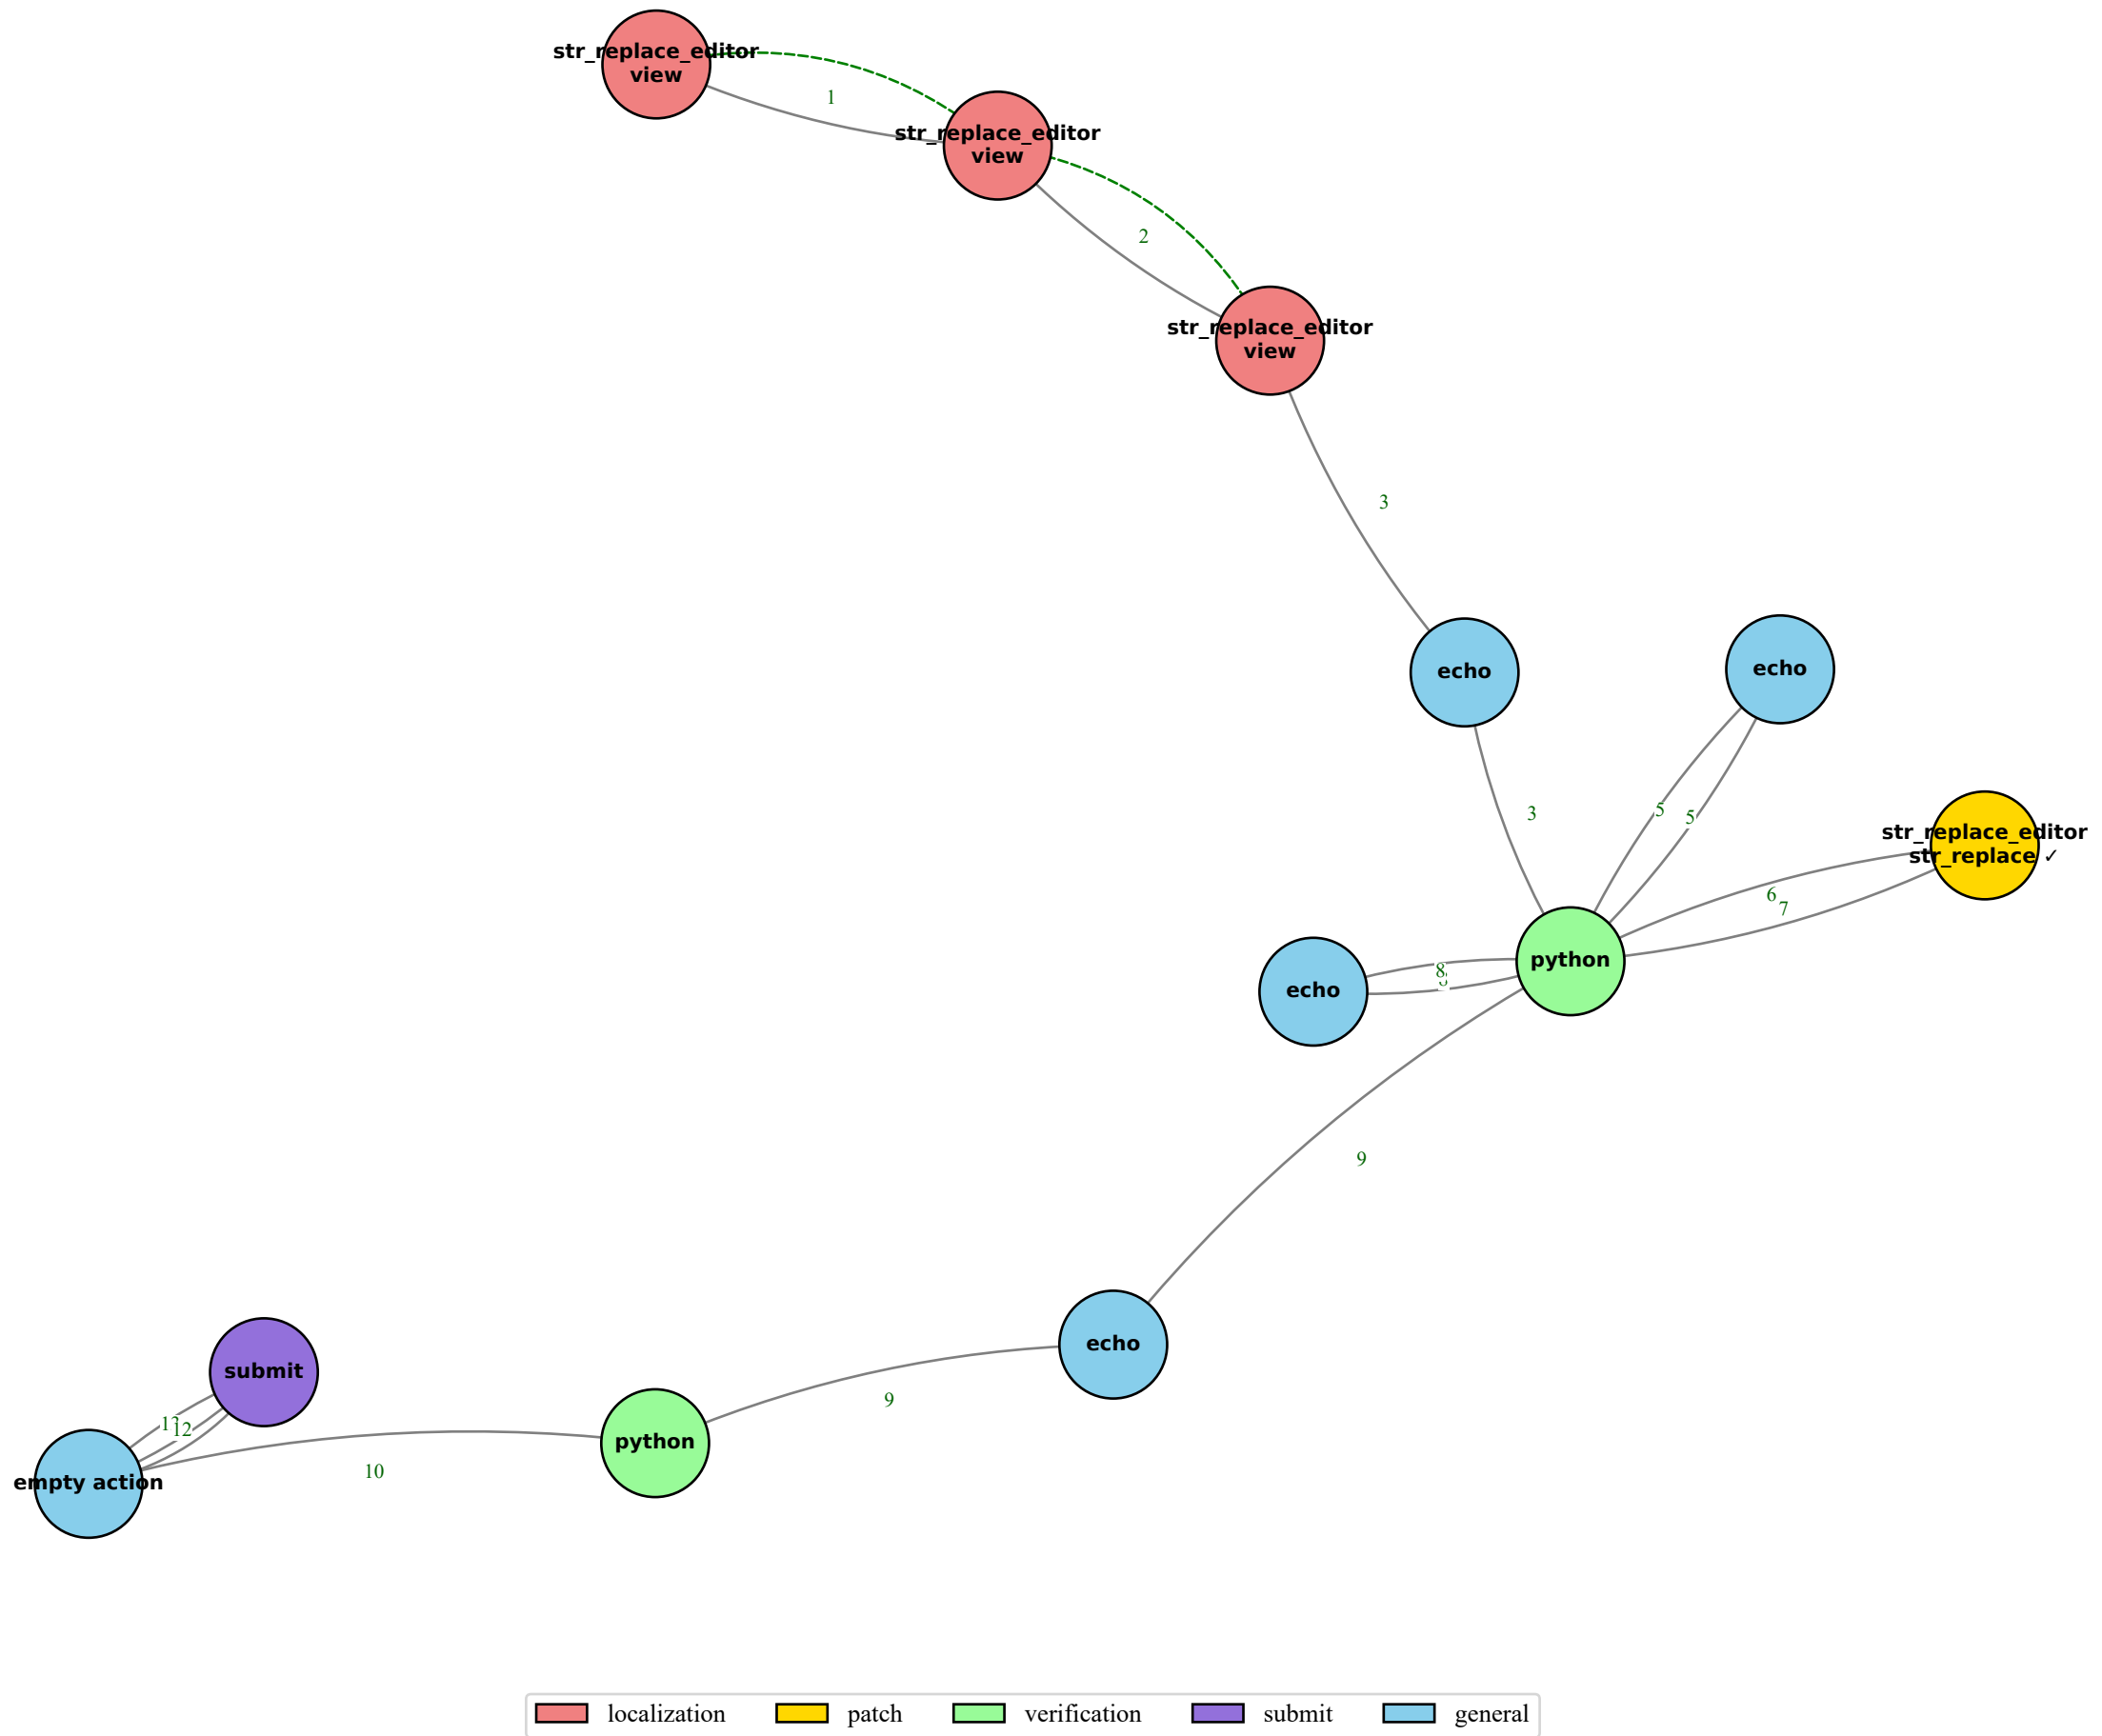 str_replace_editor
view
1
str_replace_editor
view
2
str_replace_editor
view
3
echo
echo
3
5
5
str_replace_editor
str_replace ✓
6
7
python
echo
8
9
echo
9
submit
12
python
empty action
10
localization
patch
verification
submit
general